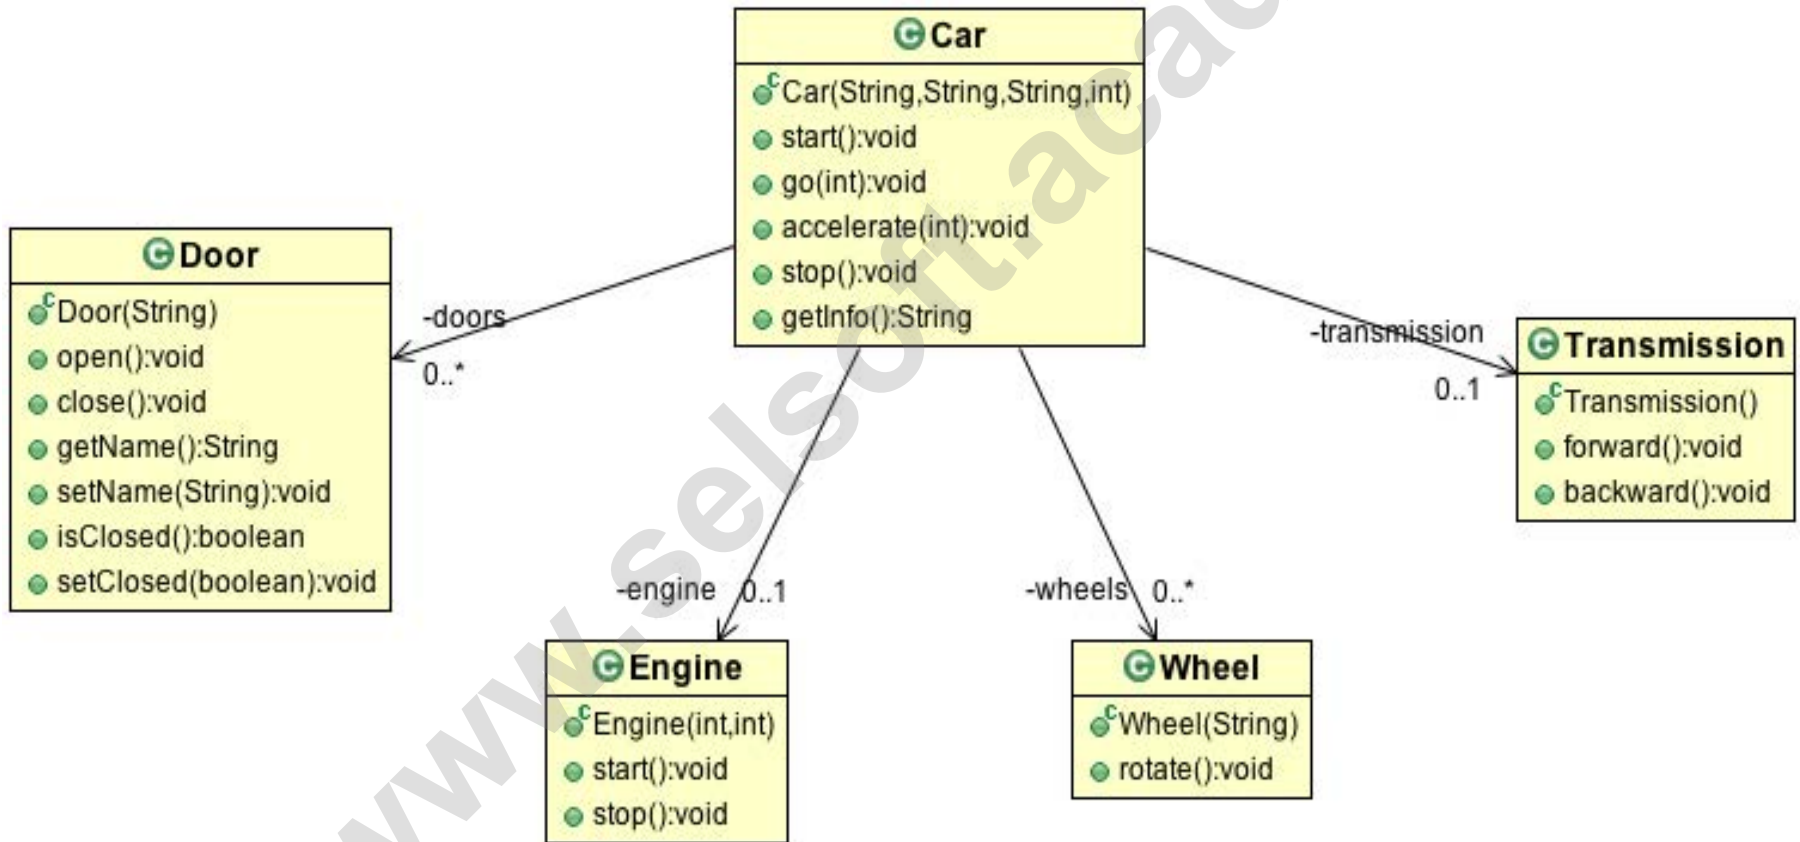 Car
Car(String,String,String,int)
start():void
go(int):void
accelerate(int):void
stop():void
getInfo():String
Door
Door(String)
open():void
close():void
getName():String
setName(String):void
isClosed():boolean
setClosed(boolean):void
-doors
0..*
-transmission
0..1
Transmission
Transmission()
forward():void
backward():void
-engine 0..1
-wheels 0..*
Engine
Engine(int,int)
start():void
stop():void
Wheel
Wheel(String)
rotate():void
www.selsoft.aca